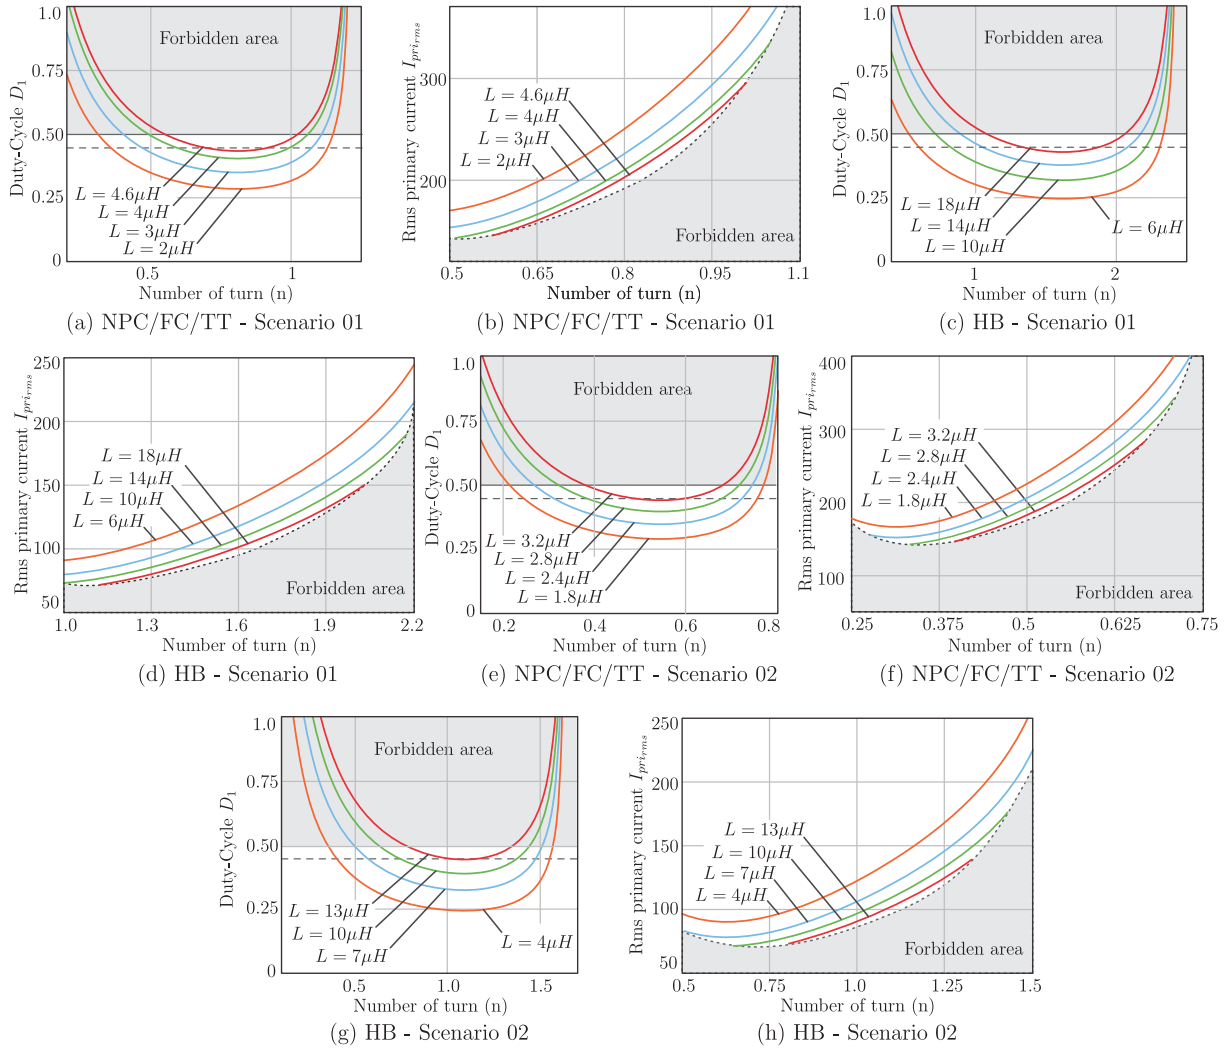 Duty-Cycle D₁
1.0
0.75
0.50
0.25
0
Forbidden area
L = 4.6μH
L = 4μH
L = 3μH
L = 2μH
0.5
1
Number of turn (n)
(a) NPC/FC/TT - Scenario 01
Rms primary current I_{pri_{rms}}
300
200
L = 4.6μH
L = 4μH
L = 3μH
L = 2μH
Forbidden area
0.5
0.65
0.8
0.95
1.1
Number of turn (n)
(b) NPC/FC/TT - Scenario 01
Duty-Cycle D₁
1.0
0.75
0.50
0.25
0
Forbidden area
L = 18μH
L = 14μH
L = 10μH
L = 6μH
1
2
Number of turn (n)
(c) HB - Scenario 01
Rms primary current I_{pri_{rms}}
250
200
150
100
50
L = 18μH
L = 14μH
L = 10μH
L = 6μH
Forbidden area
1.0
1.3
1.6
1.9
2.2
Number of turn (n)
(d) HB - Scenario 01
Duty-Cycle D₁
1.0
0.75
0.50
0.25
0
Forbidden area
L = 3.2μH
L = 2.8μH
L = 2.4μH
L = 1.8μH
0.2
0.4
0.6
0.8
Number of turn (n)
(e) NPC/FC/TT - Scenario 02
Rms primary current I_{pri_{rms}}
400
300
200
100
L = 3.2μH
L = 2.8μH
L = 2.4μH
L = 1.8μH
Forbidden area
0.25
0.375
0.5
0.625
0.75
Number of turn (n)
(f) NPC/FC/TT - Scenario 02
Duty-Cycle D₁
1.0
0.75
0.50
0.25
0
Forbidden area
L = 13μH
L = 10μH
L = 7μH
L = 4μH
0.5
1.0
1.5
Number of turn (n)
(g) HB - Scenario 02
Rms primary current I_{pri_{rms}}
250
200
150
100
50
L = 13μH
L = 10μH
L = 7μH
L = 4μH
Forbidden area
0.5
0.75
1.0
1.25
1.5
Number of turn (n)
(h) HB - Scenario 02